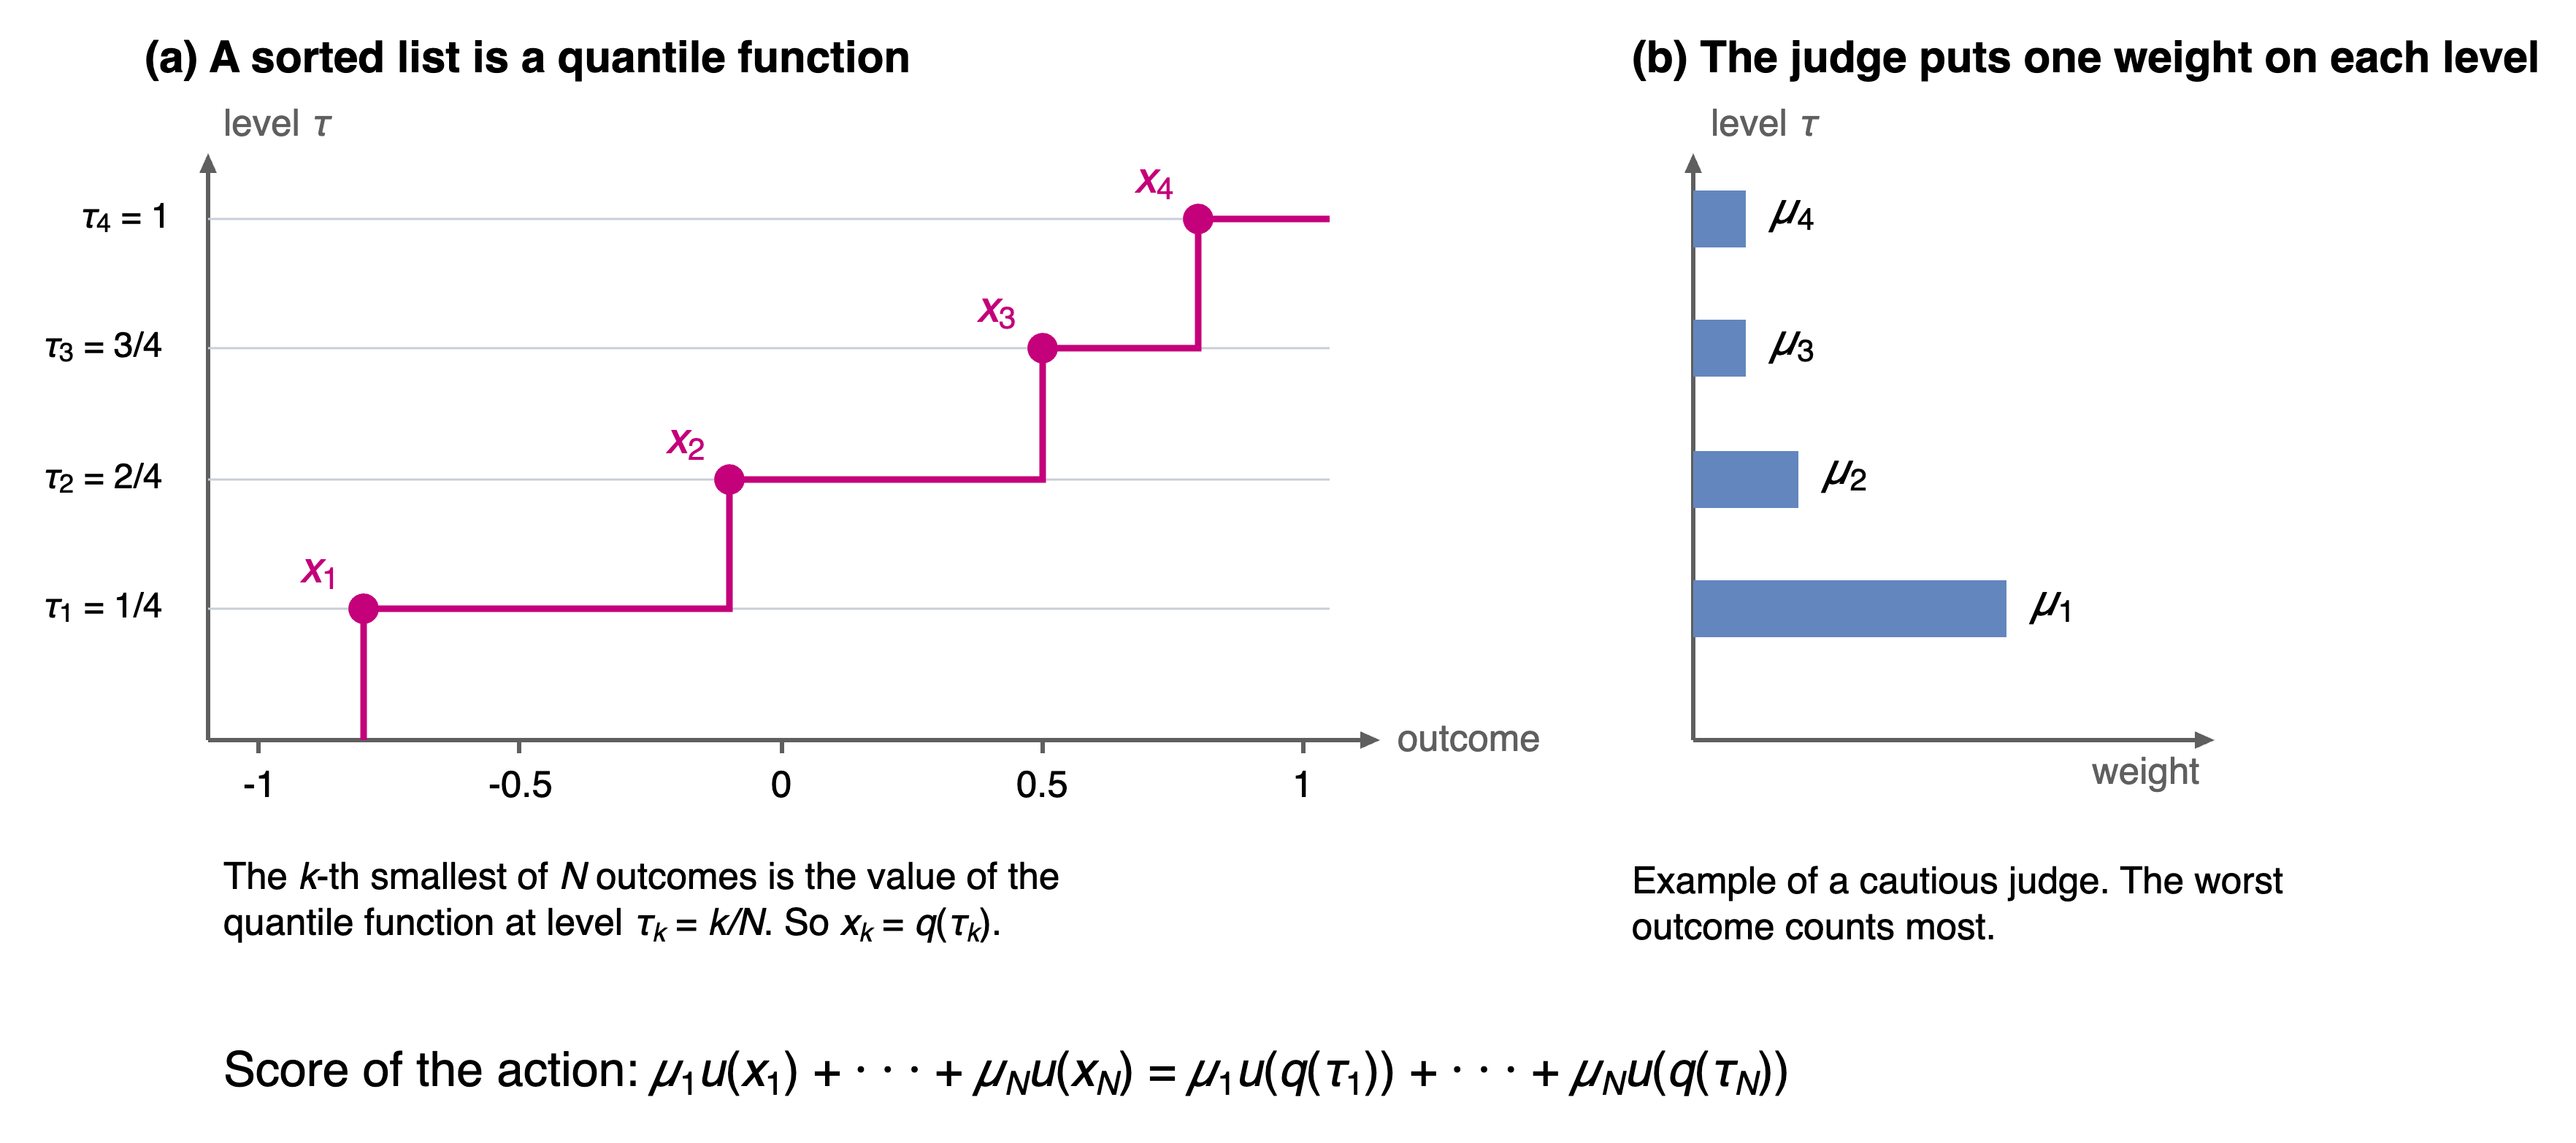 (a) A sorted list is a quantile function
level τ
τ₄ = 1
τ₃ = 3/4
τ₂ = 2/4
τ₁ = 1/4
x₄
x₃
x₂
x₁
-1
-0.5
0
0.5
1
outcome
The k-th smallest of N outcomes is the value of the
quantile function at level τₖ = k/N. So xₖ = q(τₖ).
(b) The judge puts one weight on each level
level τ
μ₄
μ₃
μ₂
μ₁
weight
Example of a cautious judge. The worst
outcome counts most.
Score of the action: μ₁u(x₁) + · · · + μ_N u(x_N) = μ₁u(q(τ₁)) + · · · + μ_N u(q(τ_N))